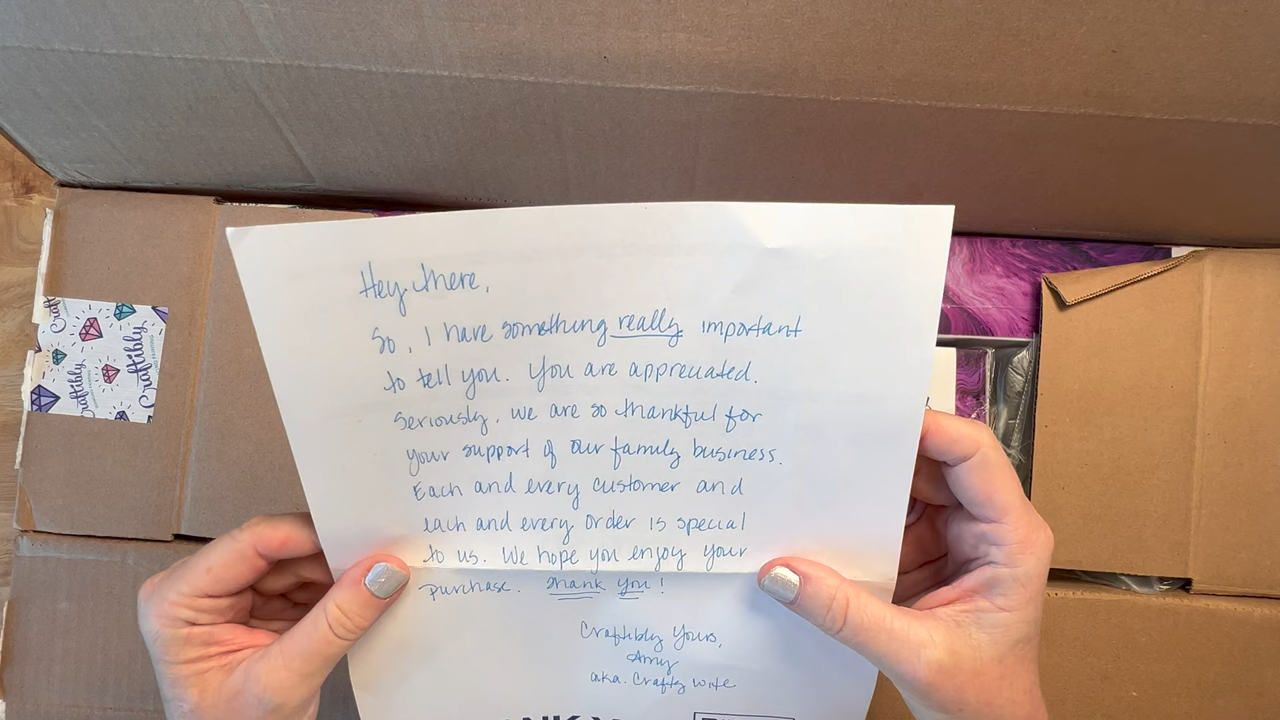 Hey there,
So, I have something really important
to tell you. You are appreciated.
Seriously, we are so thankful for
your support of our family business.
Each and every customer and
each and every order is special
to us. We hope you enjoy your
purchase. Thank you!
Craftibly Yours,
Amy
aka. Crafty Wife
Craftibly
Craftibly